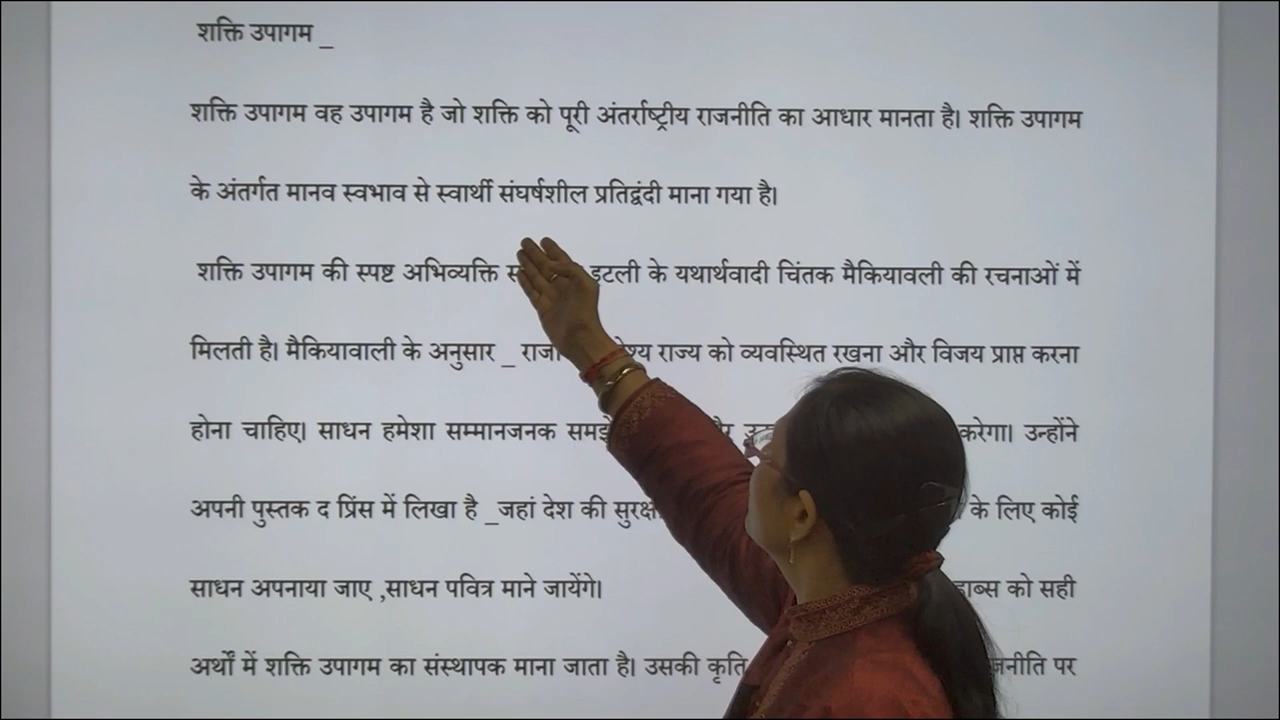 शक्ति उपागम _
शक्ति उपागम वह उपागम है जो शक्ति को पूरी अंतर्राष्ट्रीय राजनीति का आधार मानता है। शक्ति उपागम
के अंतर्गत मानव स्वभाव से स्वार्थी संघर्षशील प्रतिद्वंदी माना गया है।
शक्ति उपागम की स्पष्ट अभिव्यक्ति इटली के यथार्थवादी चिंतक मैकियावली की रचनाओं में
मिलती है। मैकियावाली के अनुसार _ राज्य को व्यवस्थित रखना और विजय प्राप्त करना
होना चाहिए। साधन हमेशा सम्मानजनक करेगा। उन्होंने
अपनी पुस्तक द प्रिंस में लिखा है _जहां देश की के लिए कोई
साधन अपनाया जाए ,साधन पवित्र माने जायेंगे। को सही
अर्थों में शक्ति उपागम का संस्थापक माना जाता है। उसकी पर